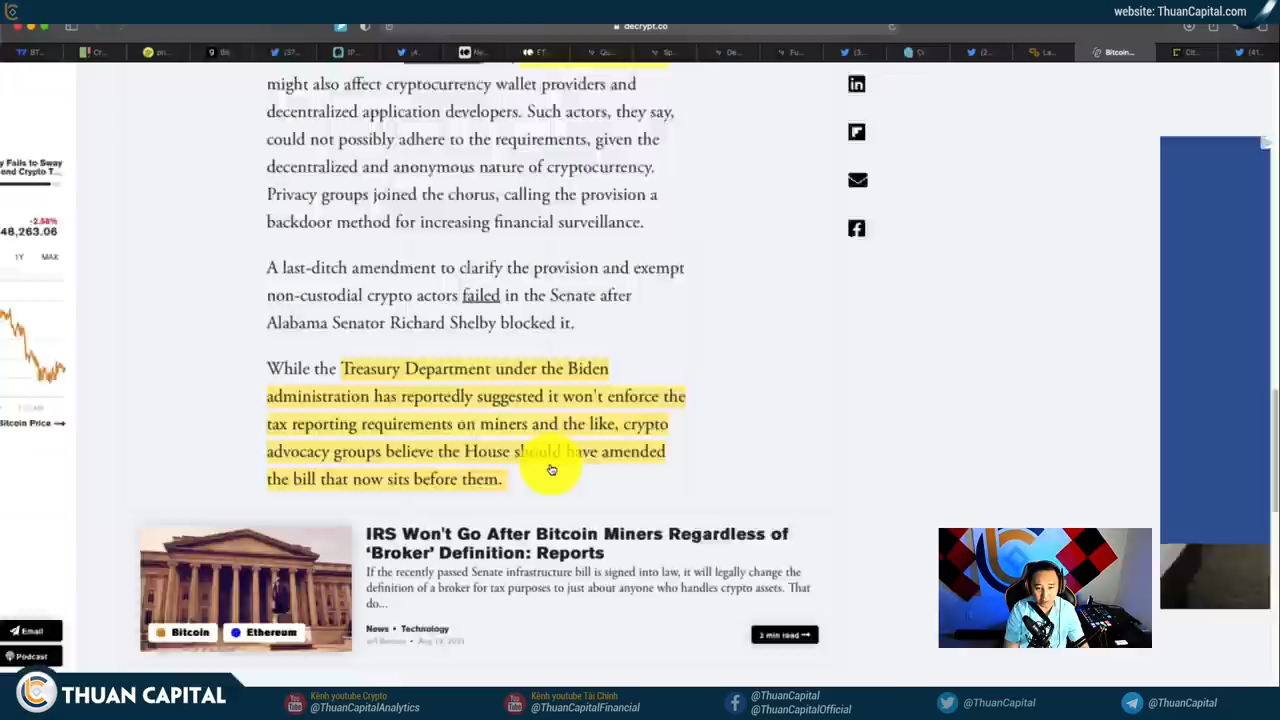 website: ThuanCapital.com
decrypt.co
Bitcoin...
might also affect cryptocurrency wallet providers and
decentralized application developers. Such actors, they say,
could not possibly adhere to the requirements, given the
decentralized and anonymous nature of cryptocurrency.
Privacy groups joined the chorus, calling the provision a
backdoor method for increasing financial surveillance.
A last-ditch amendment to clarify the provision and exempt
non-custodial crypto actors failed in the Senate after
Alabama Senator Richard Shelby blocked it.
While the Treasury Department under the Biden
administration has reportedly suggested it won't enforce the
tax reporting requirements on miners and the like, crypto
advocacy groups believe the House should have amended
the bill that now sits before them.
y Fails to Sway
end Crypto T...
-2.58%
48,263.06
1Y MAX
Bitcoin Price →
Email
Podcast
IRS Won't Go After Bitcoin Miners Regardless of
‘Broker’ Definition: Reports
If the recently passed Senate infrastructure bill is signed into law, it will legally change the
definition of a broker for tax purposes to just about anyone who handles crypto assets. That
do...
News • Technology
Bitcoin
Ethereum
2 min read →
THUAN CAPITAL
Kênh youtube Crypto
@ThuanCapitalAnalytics
Kênh youtube Tài Chính
@ThuanCapitalFinancial
@ThuanCapital
@ThuanCapitalOfficial
@ThuanCapital
@ThuanCapital